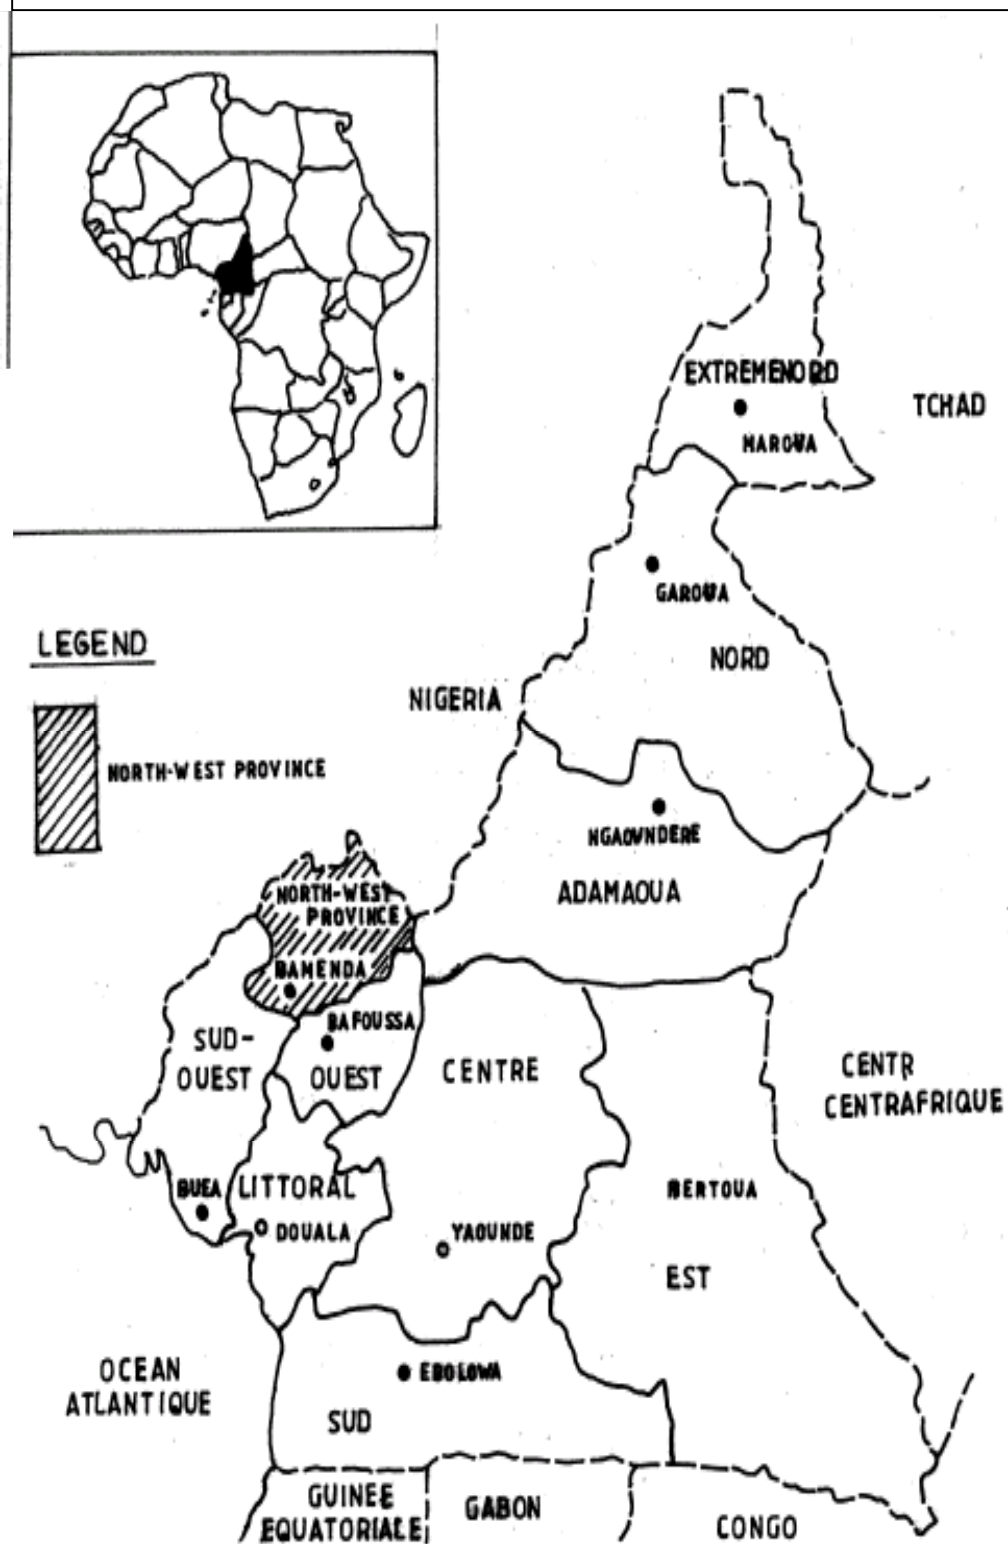 EXTREMENORD
TCHAD
MAROUA
GAROUA
LEGEND
NORD
NIGERIA
NORTH-WEST PROVINCE
NGAOUNDERE
ADAMAOUA
NORTH-WEST
PROVINCE
BAMENDA
BAFOUSSA
SUD-
OUEST
OUEST
CENTRE
CENTR
CENTRAFRIQUE
BUEA
LITTORAL
BERTOUA
DOUALA
YAOUNDE
EST
OCEAN
ATLANTIQUE
EBOLOWA
SUD
GUINEE
EQUATORIALE
GABON
CONGO